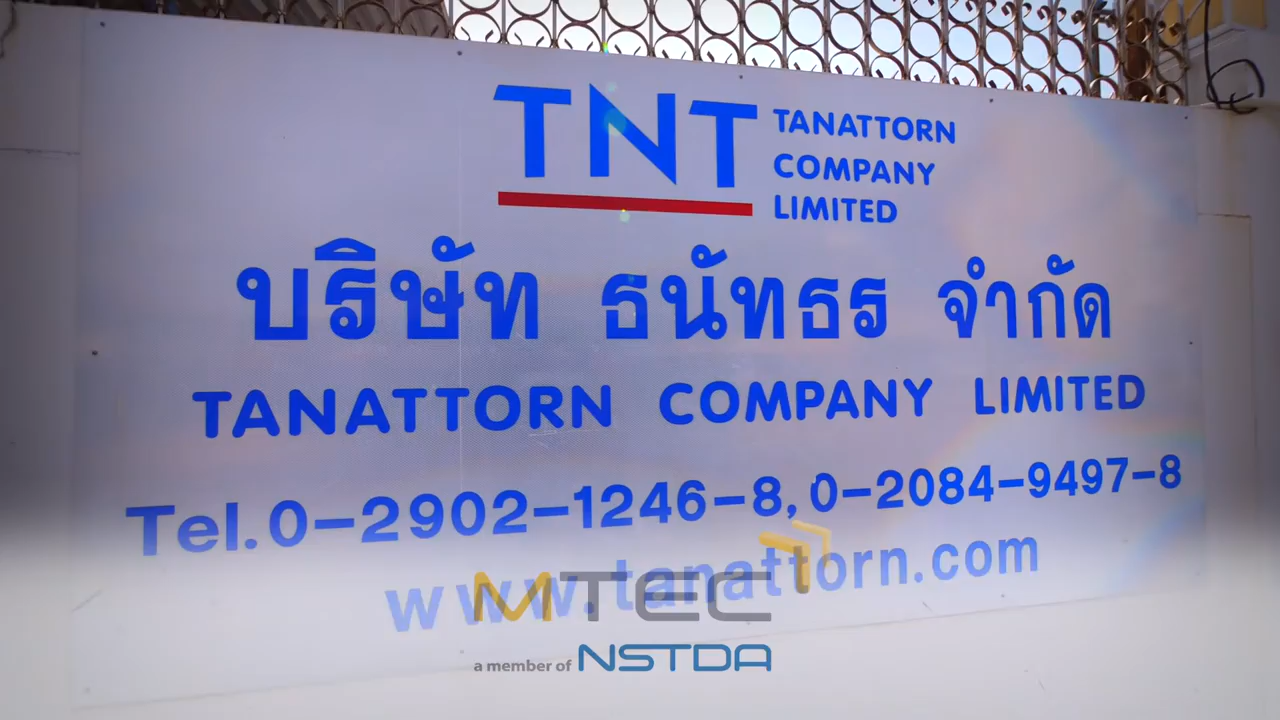 TNT
TANATTORN
COMPANY
LIMITED
บริษัท ธนัทธร จำกัด
TANATTORN COMPANY LIMITED
Tel.0-2902-1246-8, 0-2084-9497-8
www.tanattorn.com
MTEC
a member of NSTDA